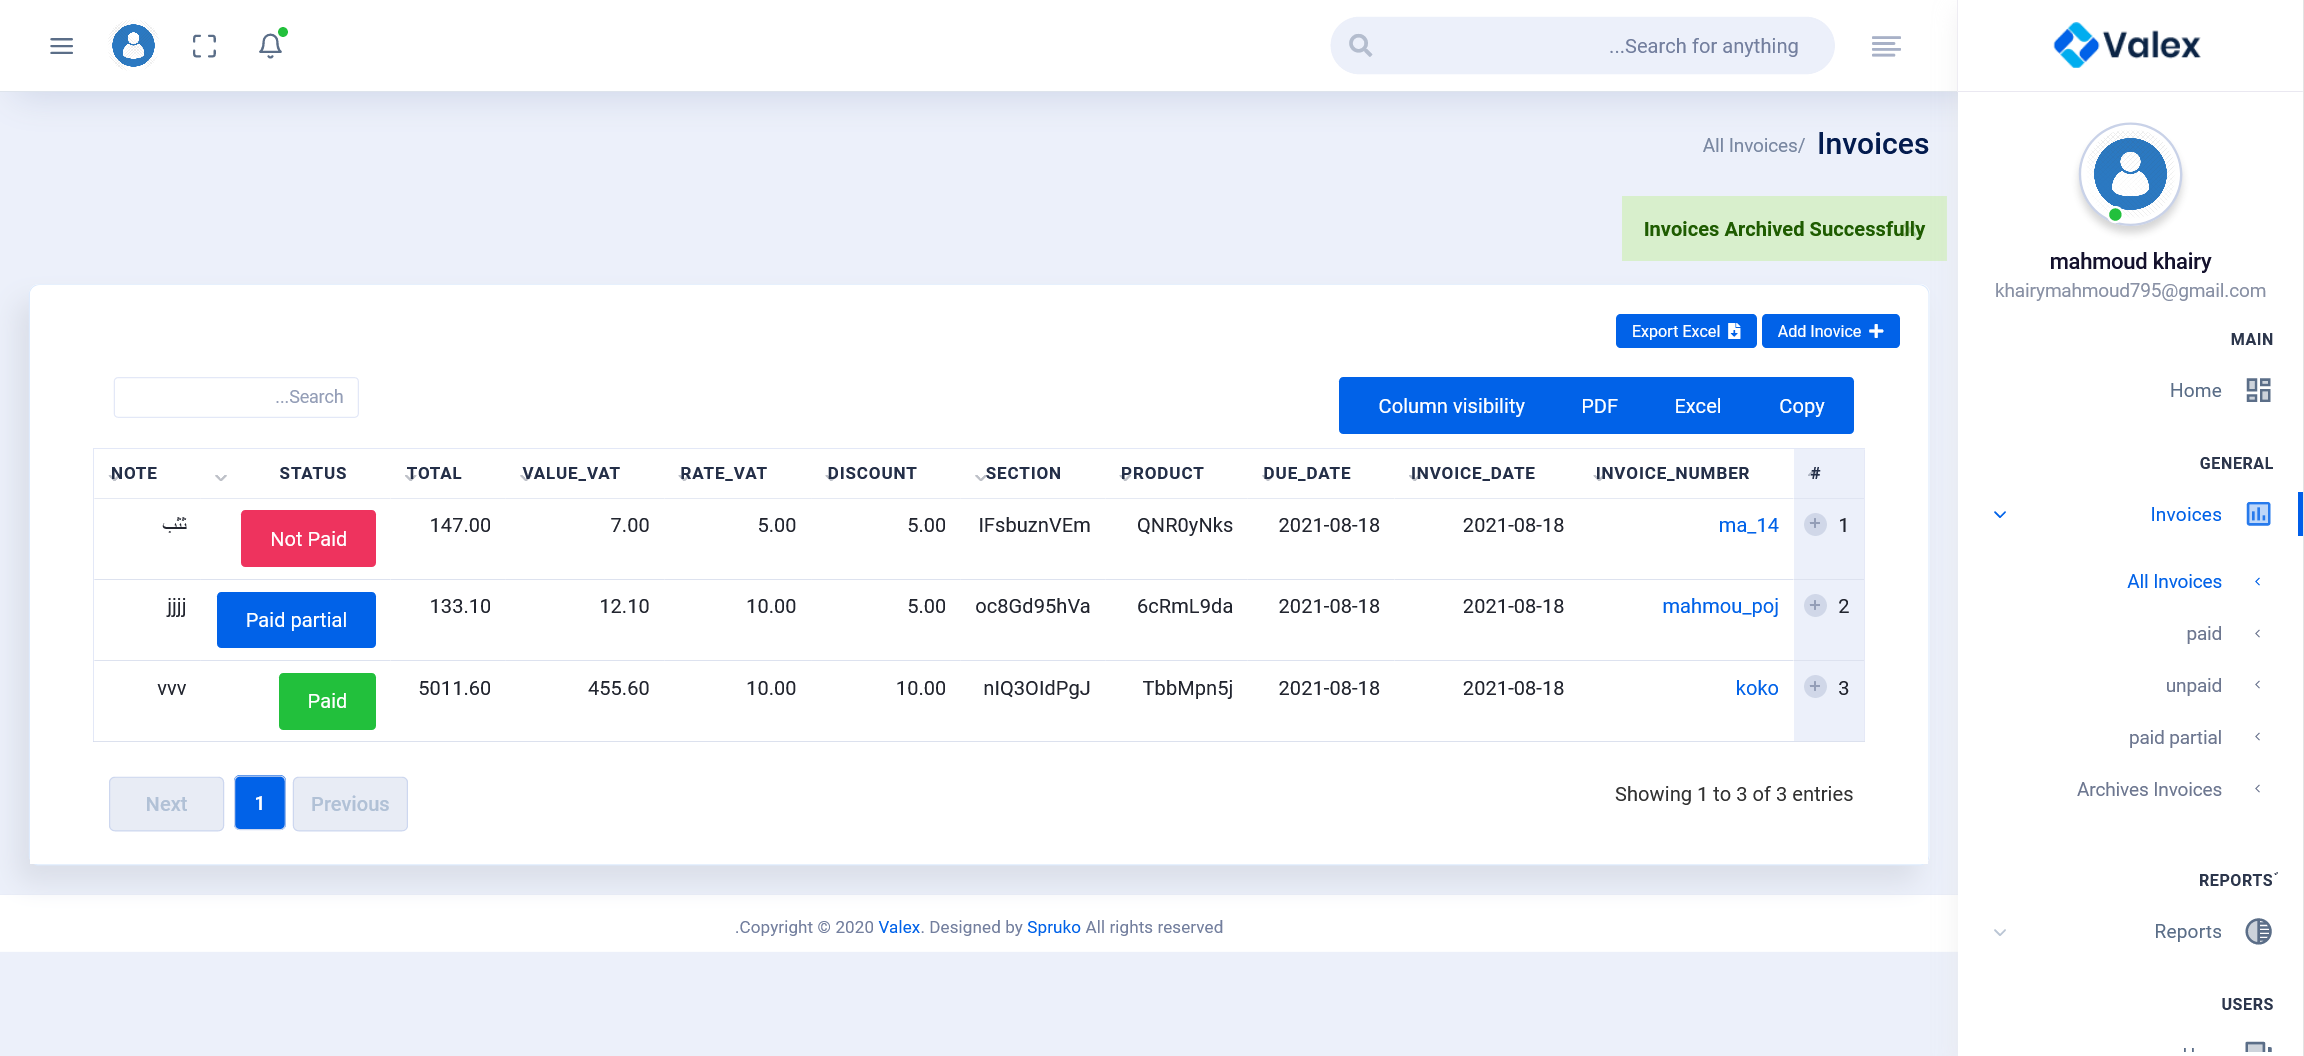 ...Search for anything
Valex
All Invoices/ Invoices
Invoices Archived Successfully
Export Excel Add Inovice
...Search
Column visibility PDF Excel Copy
NOTE STATUS TOTAL VALUE_VAT RATE_VAT DISCOUNT SECTION PRODUCT DUE_DATE INVOICE_DATE INVOICE_NUMBER #
Not Paid 147.00 7.00 5.00 5.00 IFsbuznVEm QNR0yNks 2021-08-18 2021-08-18 ma_14 1
jjjj Paid partial 133.10 12.10 10.00 5.00 oc8Gd95hVa 6cRmL9da 2021-08-18 2021-08-18 mahmou_poj 2
vvv Paid 5011.60 455.60 10.00 10.00 nIQ3OIdPgJ TbbMpn5j 2021-08-18 2021-08-18 koko 3
Next 1 Previous
Showing 1 to 3 of 3 entries
.Copyright © 2020 Valex. Designed by Spruko All rights reserved
mahmoud khairy
khairymahmoud795@gmail.com
MAIN
Home
GENERAL
Invoices
All Invoices
paid
unpaid
paid partial
Archives Invoices
REPORTS
Reports
USERS